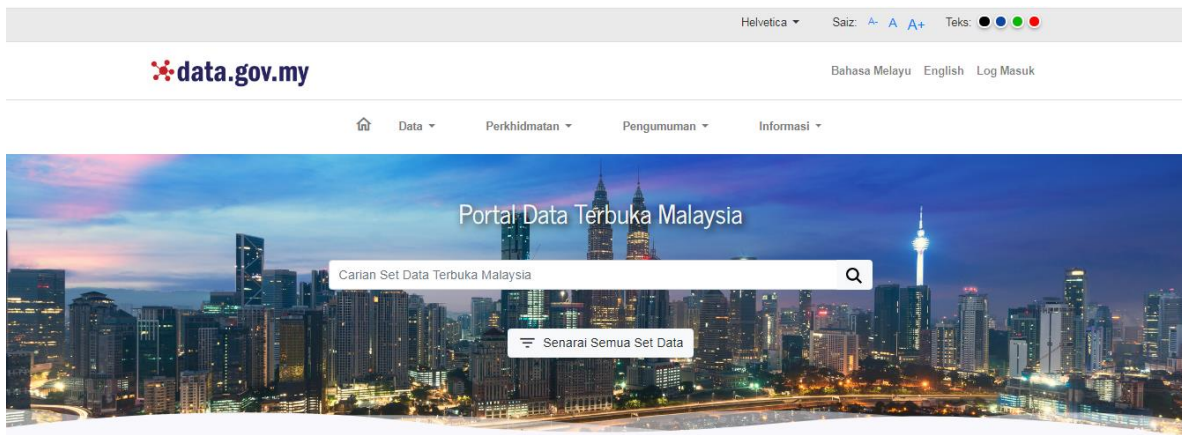 Helvetica Saiz: A- A A+ Teks:
data.gov.my
Bahasa Melayu English Log Masuk
Data Perkhidmatan Pengumuman Informasi
Portal Data Terbuka Malaysia
Carian Set Data Terbuka Malaysia
Senarai Semua Set Data